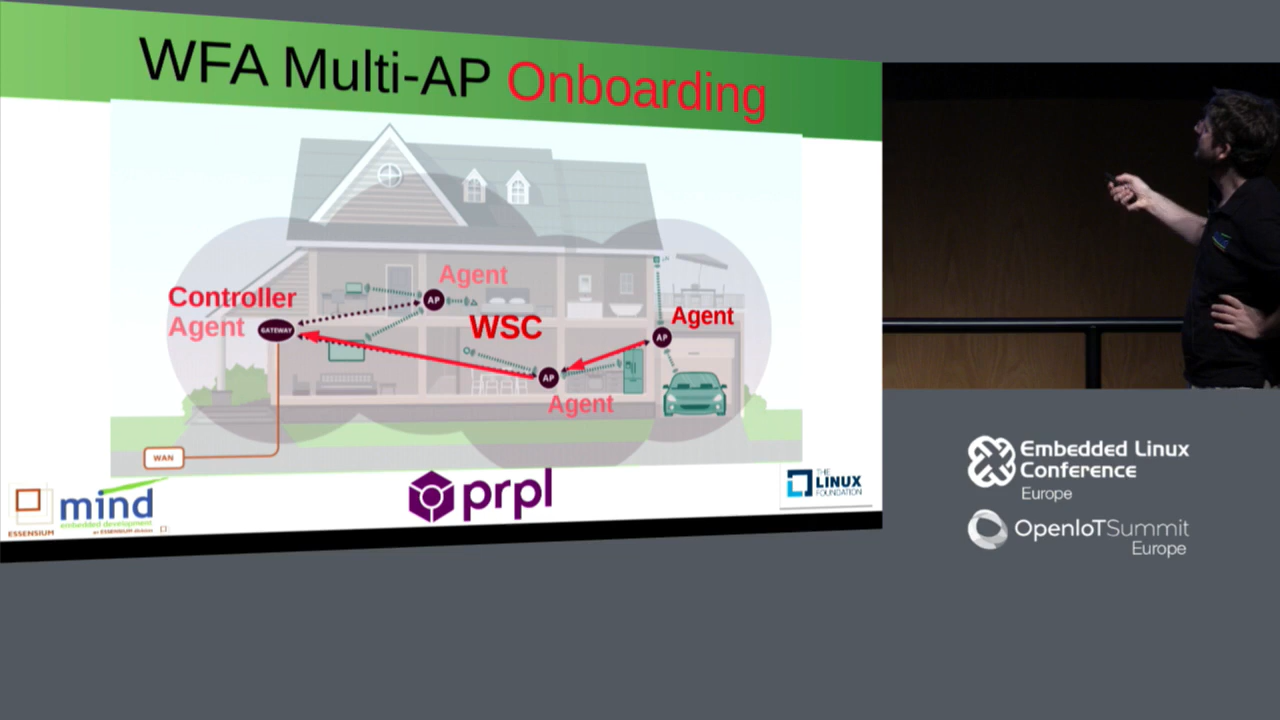 WFA Multi-AP Onboarding
Agent
AP
Controller
Agent
GATEWAY
WSC
Agent
AP
AP
Agent
WAN
mind
embedded development
ESSENSIUM
prpl
THE
LINUX
FOUNDATION
Embedded Linux
Conference
Europe
OpenIoTSummit
Europe